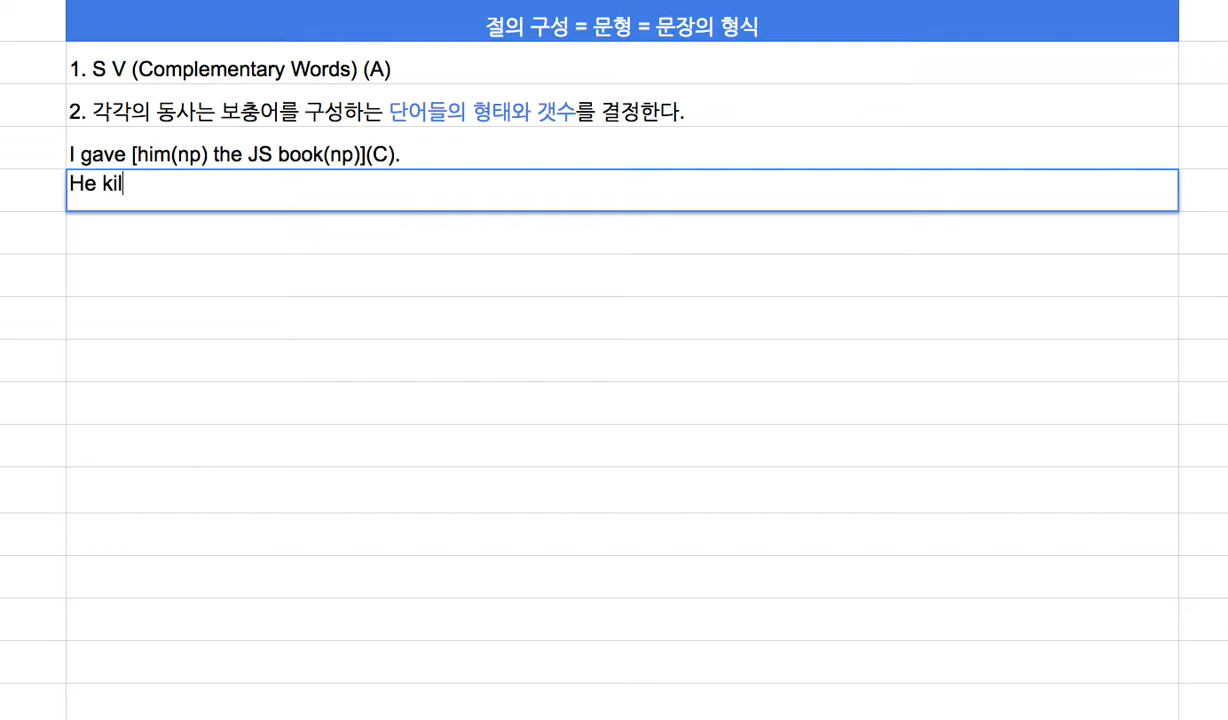 절의 구성 = 문형 = 문장의 형식
1. S V (Complementary Words) (A)
2. 각각의 동사는 보충어를 구성하는 단어들의 형태와 갯수를 결정한다.
I gave [him(np) the JS book(np)](C).
He kil